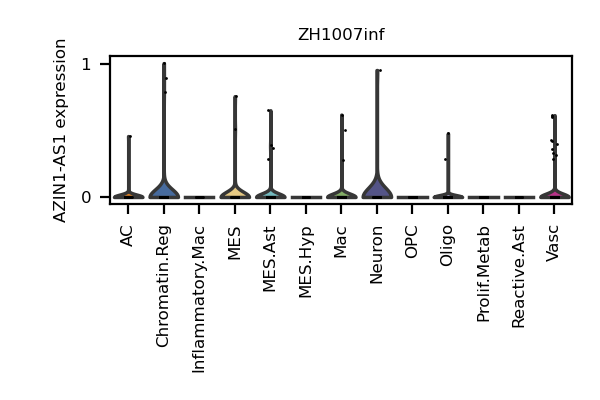 ZH1007inf
AZIN1-AS1 expression
1
0
AC
Chromatin.Reg
Inflammatory.Mac
MES
MES.Ast
MES.Hyp
Mac
Neuron
OPC
Oligo
Prolif.Metab
Reactive.Ast
Vasc